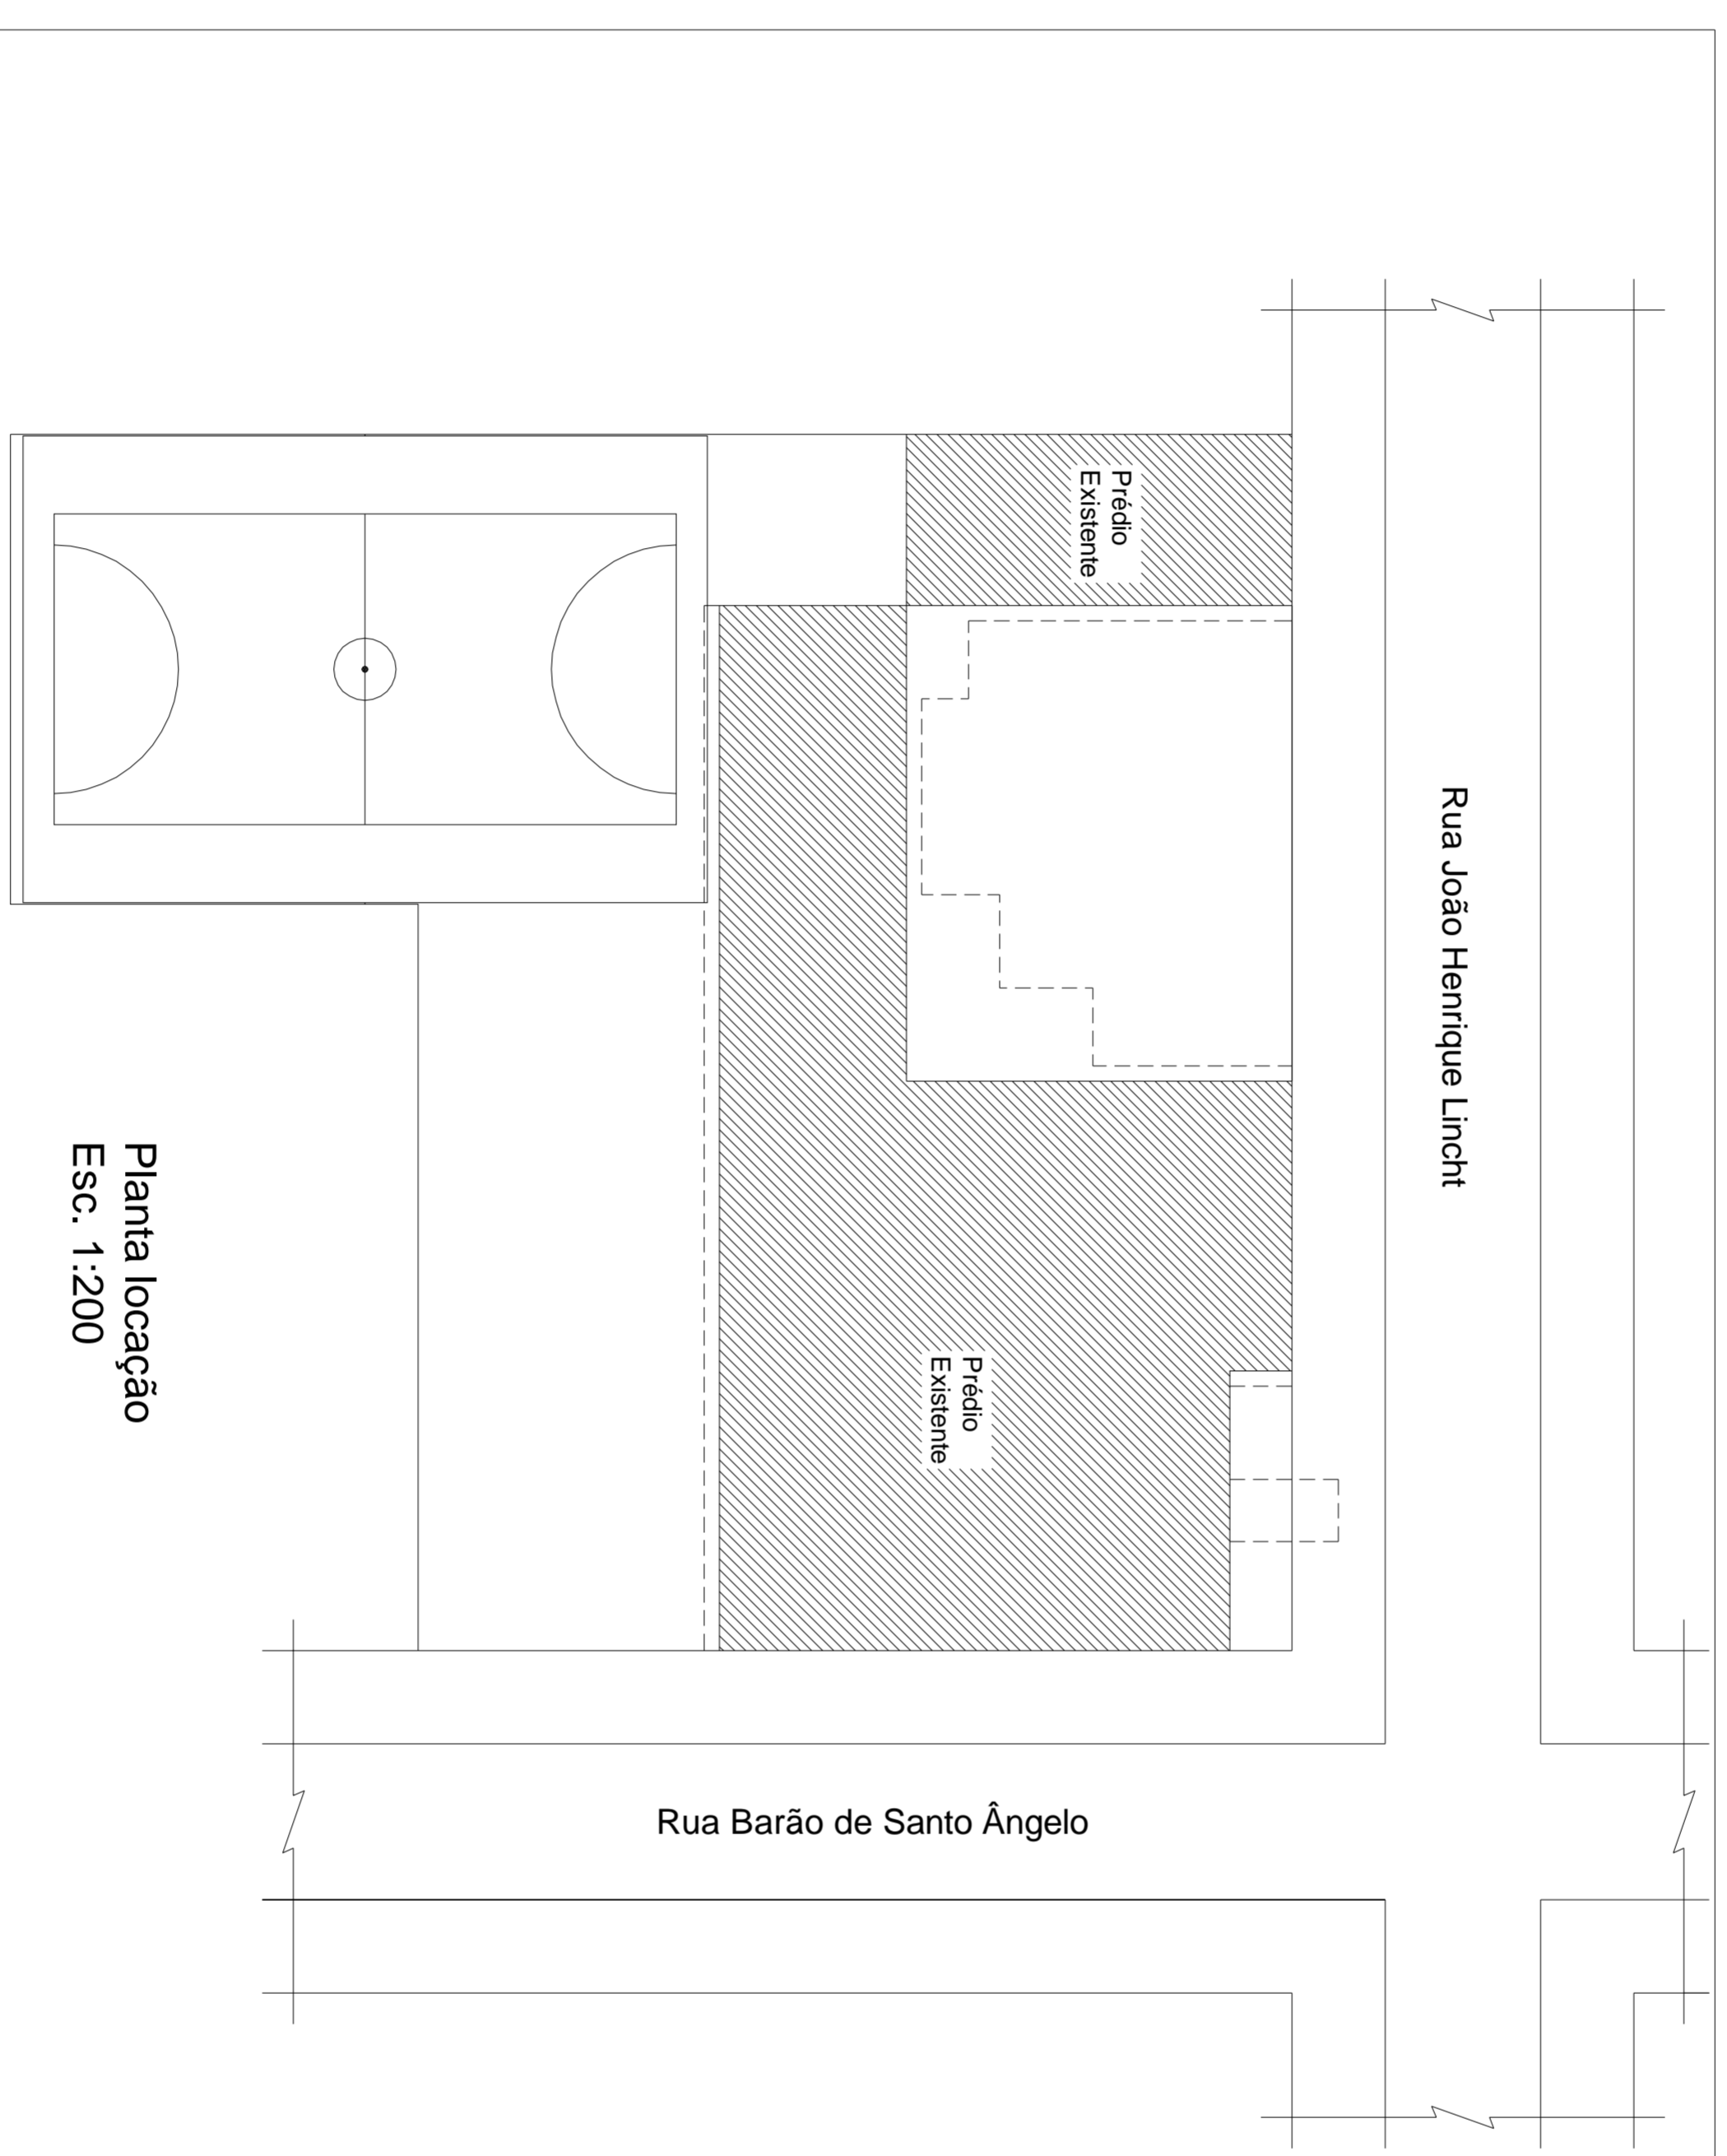 Rua João Henrique Lincht
Prédio
Existente
Prédio
Existente
Rua Barão de Santo Ângelo
Planta locação
Esc. 1:200